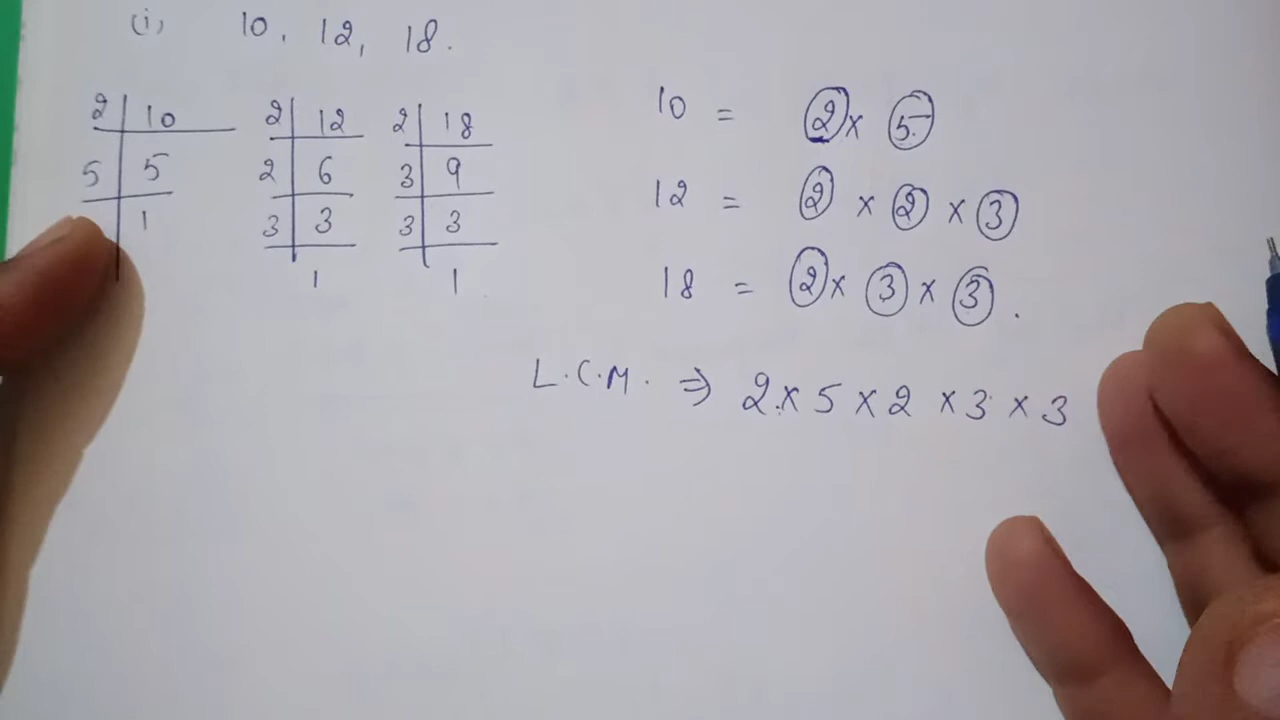 (i) 10, 12, 18.
2 | 10
5 | 5
1
2 | 12
2 | 6
3 | 3
1
2 | 18
3 | 9
3 | 3
1
10 = 2 × 5
12 = 2 × 2 × 3
18 = 2 × 3 × 3.
L.C.M. ⇒ 2 × 5 × 2 × 3 × 3